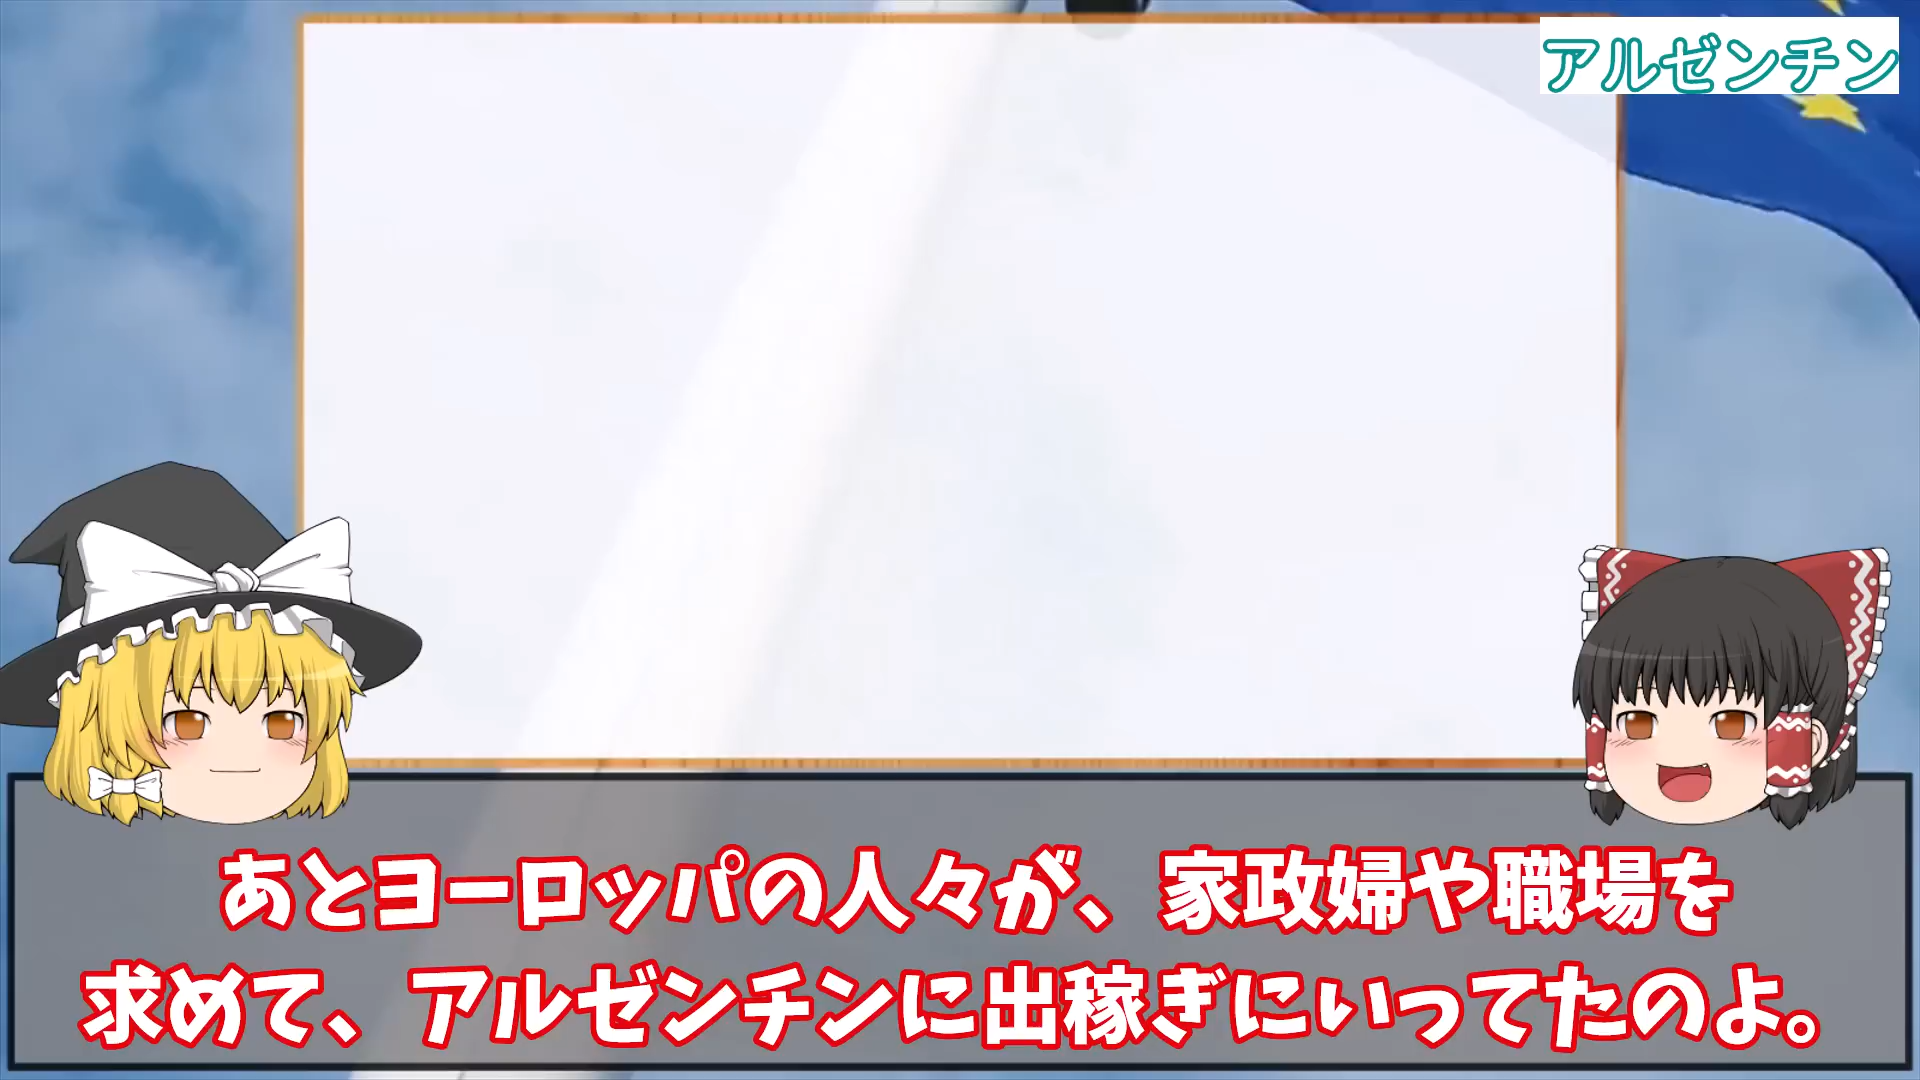 アルゼンチン
あとヨーロッパの人々が、家政婦や職場を
求めて、アルゼンチンに出稼ぎにいってたのよ。